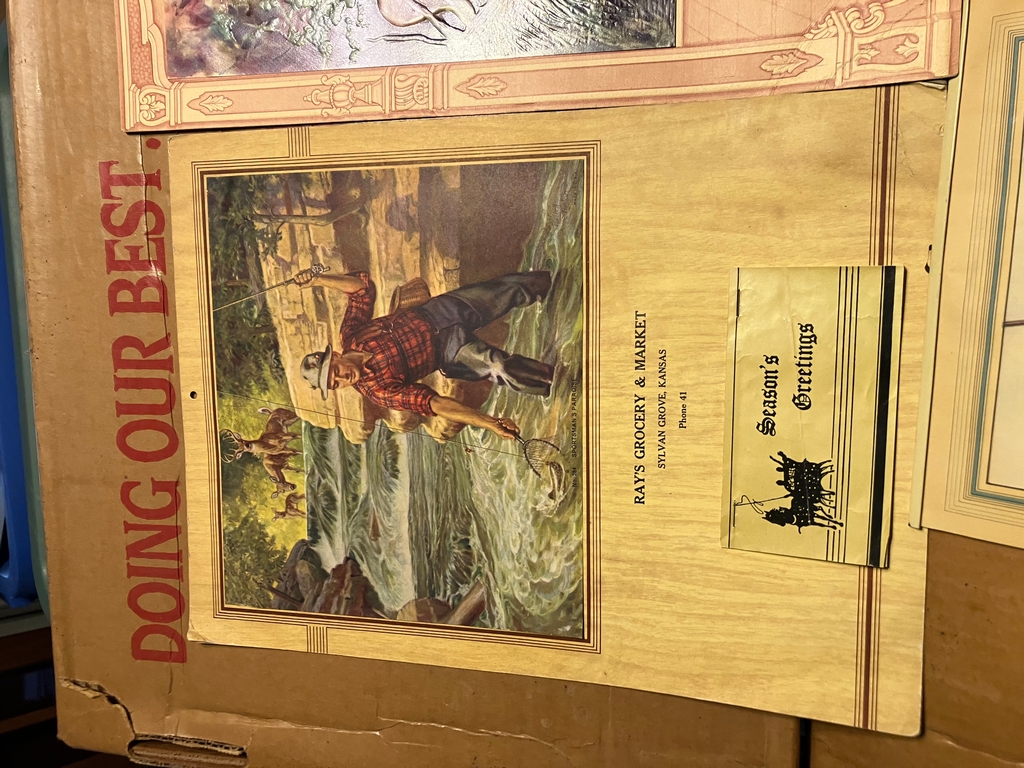 DOING OUR BEST.
RAY'S GROCERY & MARKET
SYLVAN GROVE, KANSAS
Phone 41
Season's
Greetings